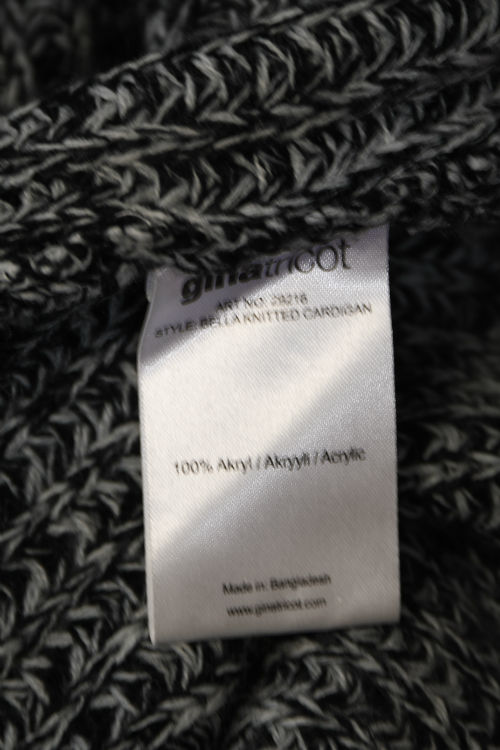 ginatricot
ART NO: 29216
STYLE: BELLA KNITTED CARDIGAN
100% Akryl / Akryyli / Acrylic
Made in: Bangladesh
www.ginatricot.com